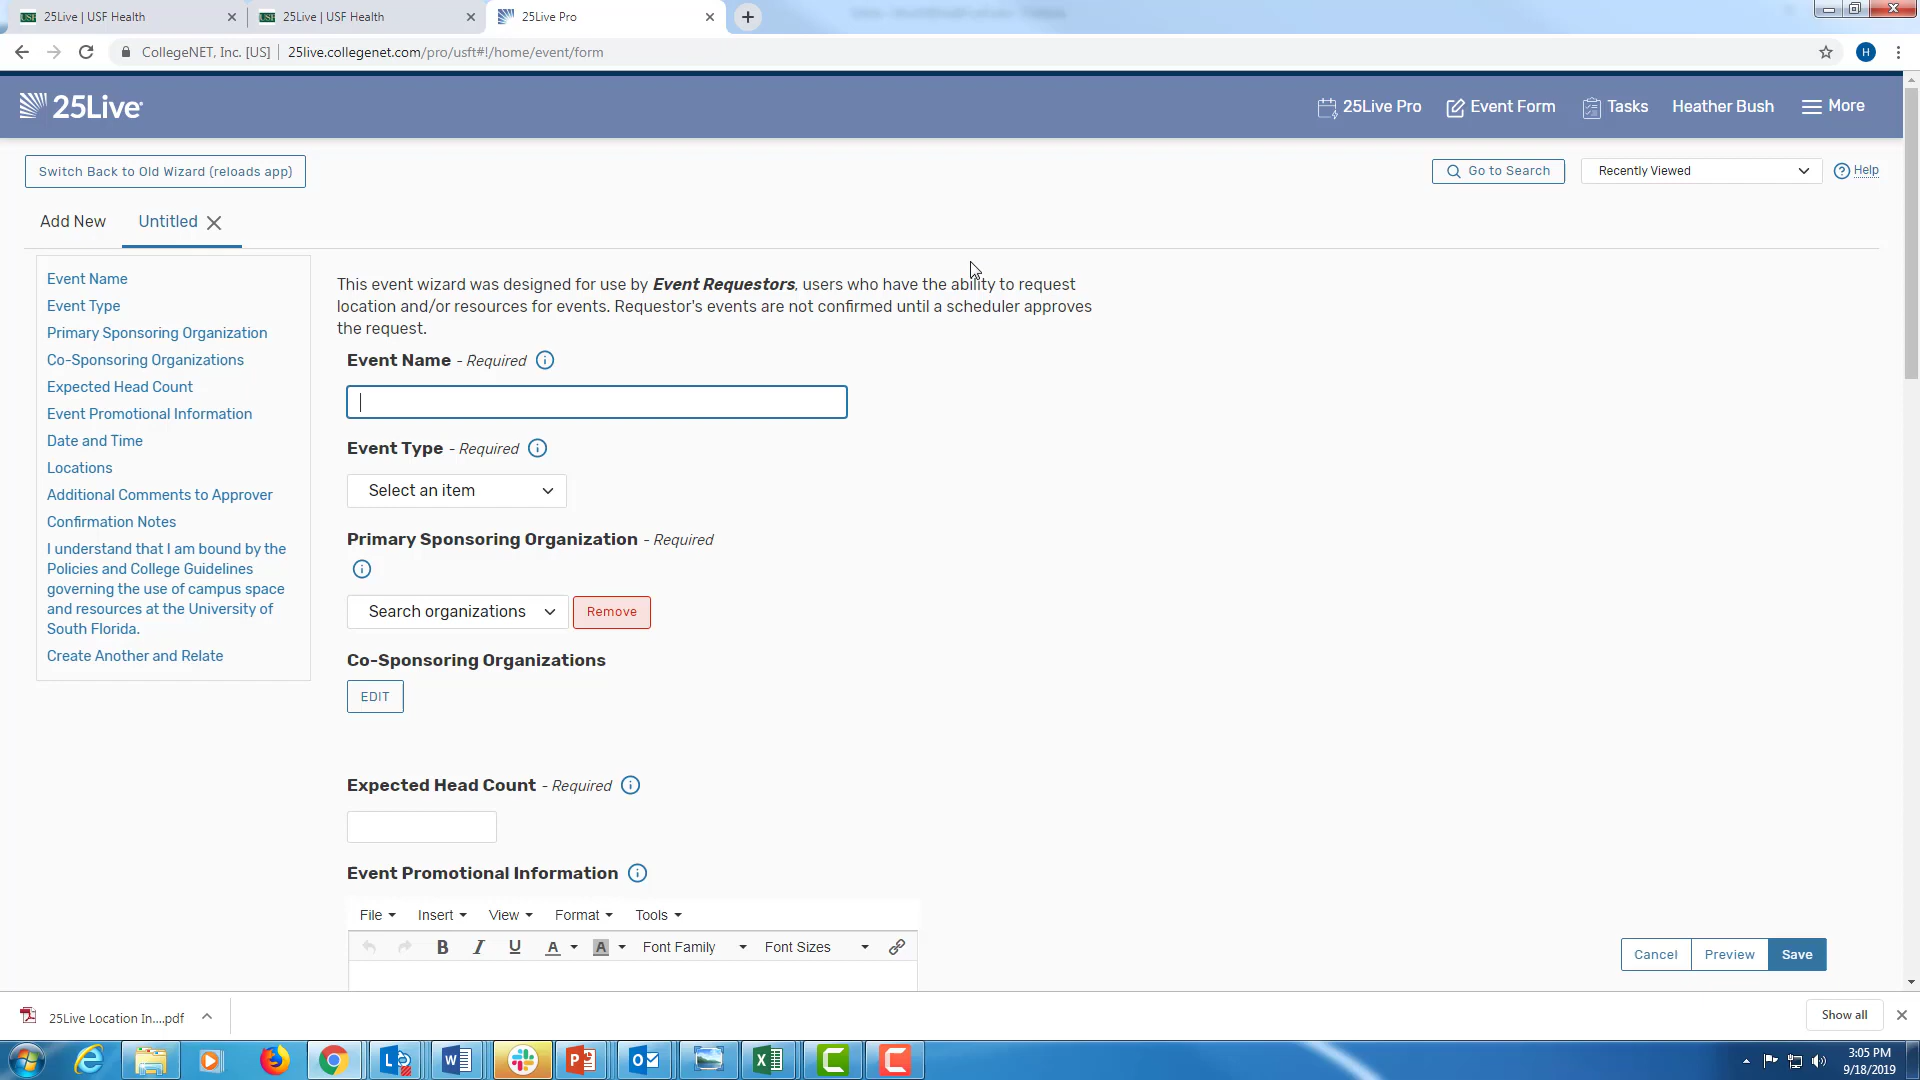 25Live | USF Health
25Live | USF Health
25Live Pro
CollegeNET, Inc. [US]
25live.collegenet.com/pro/usft#!/home/event/form
H
25Live
25Live Pro
Event Form
Tasks
Heather Bush
More
Switch Back to Old Wizard (reloads app)
Go to Search
Recently Viewed
Help
Add New
Untitled
Event Name
Event Type
Primary Sponsoring Organization
Co-Sponsoring Organizations
Expected Head Count
Event Promotional Information
Date and Time
Locations
Additional Comments to Approver
Confirmation Notes
I understand that I am bound by the
Policies and College Guidelines
governing the use of campus space
and resources at the University of
South Florida.
Create Another and Relate
This event wizard was designed for use by Event Requestors, users who have the ability to request
location and/or resources for events. Requestor's events are not confirmed until a scheduler approves
the request.
Event Name - Required
Event Type - Required
Select an item
Primary Sponsoring Organization - Required
Search organizations
Remove
Co-Sponsoring Organizations
EDIT
Expected Head Count - Required
Event Promotional Information
File
Insert
View
Format
Tools
B
I
U
A
A
Font Family
Font Sizes
Cancel
Preview
Save
25Live Location In....pdf
Show all
3:05 PM
9/18/2019